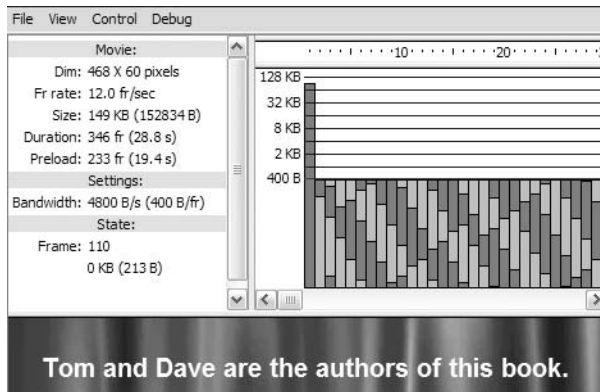 File View Control Debug
Movie:
Dim: 468 X 60 pixels
Fr rate: 12.0 fr/sec
Size: 149 KB (152834 B)
Duration: 346 fr (28.8 s)
Preload: 233 fr (19.4 s)
Settings:
Bandwidth: 4800 B/s (400 B/fr)
State:
Frame: 110
0 KB (213 B)
10 20
128 KB
32 KB
8 KB
2 KB
400 B
Tom and Dave are the authors of this book.